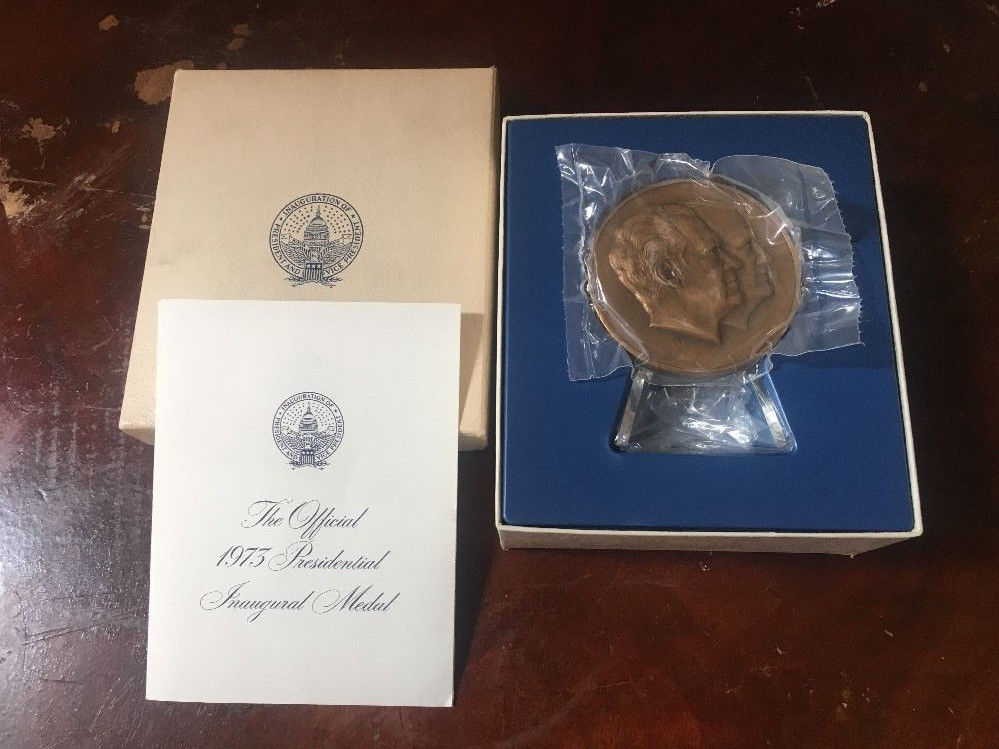 INAUGURATION OF
PRESIDENT AND VICE PRESIDENT
INAUGURATION OF
PRESIDENT AND VICE PRESIDENT
The Official
1973 Presidential
Inaugural Medal